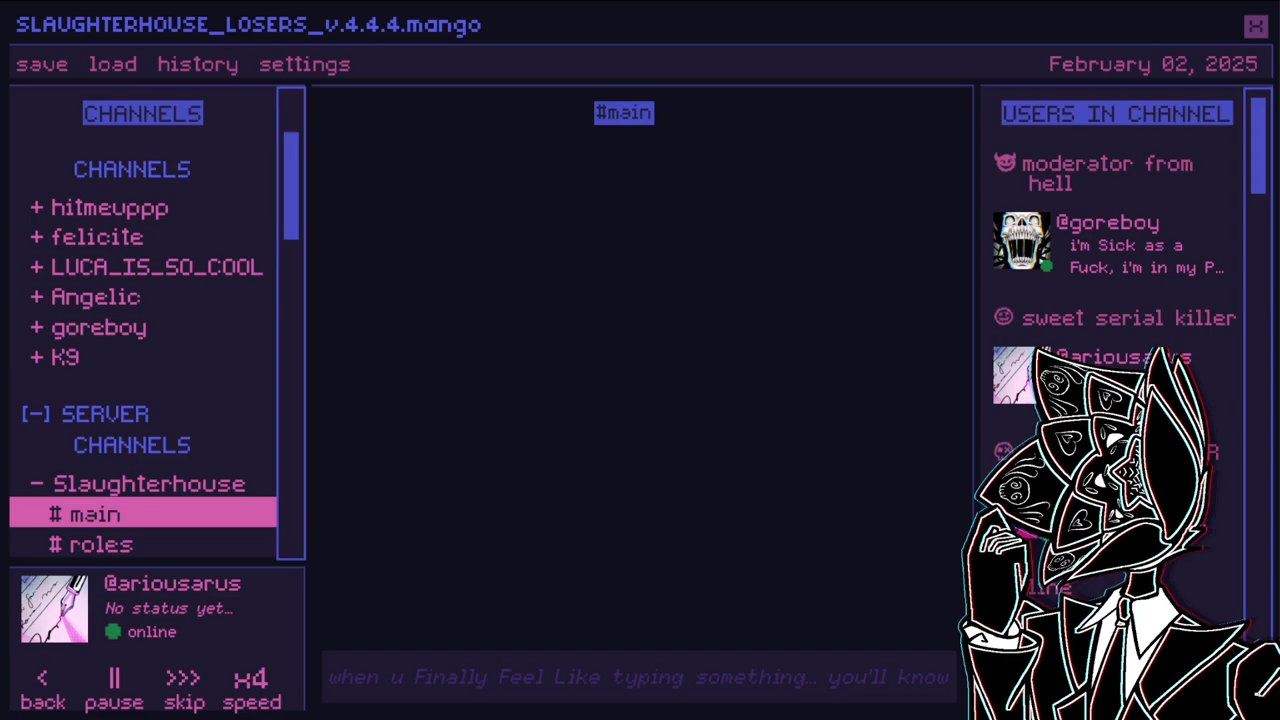 SLAUGHTERHOUSE_LOSERS_v.4.4.4.mango
x
save load history settings
February 02, 2025
CHANNELS
CHANNELS
+ hitmeuppp
+ felicite
+ LUCA_IS_SO_COOL
+ Angelic
+ goreboy
+ K9
[-] SERVER
CHANNELS
- Slaughterhouse
# main
# roles
@ariousarus
No status yet…
online
< || >>> x4
back pause skip speed
#main
when u Finally Feel Like typing something… you'll know
USERS IN CHANNEL
moderator from
hell
@goreboy
i'm Sick as a
Fuck, i'm in my P…
sweet serial killer
@ariousarus